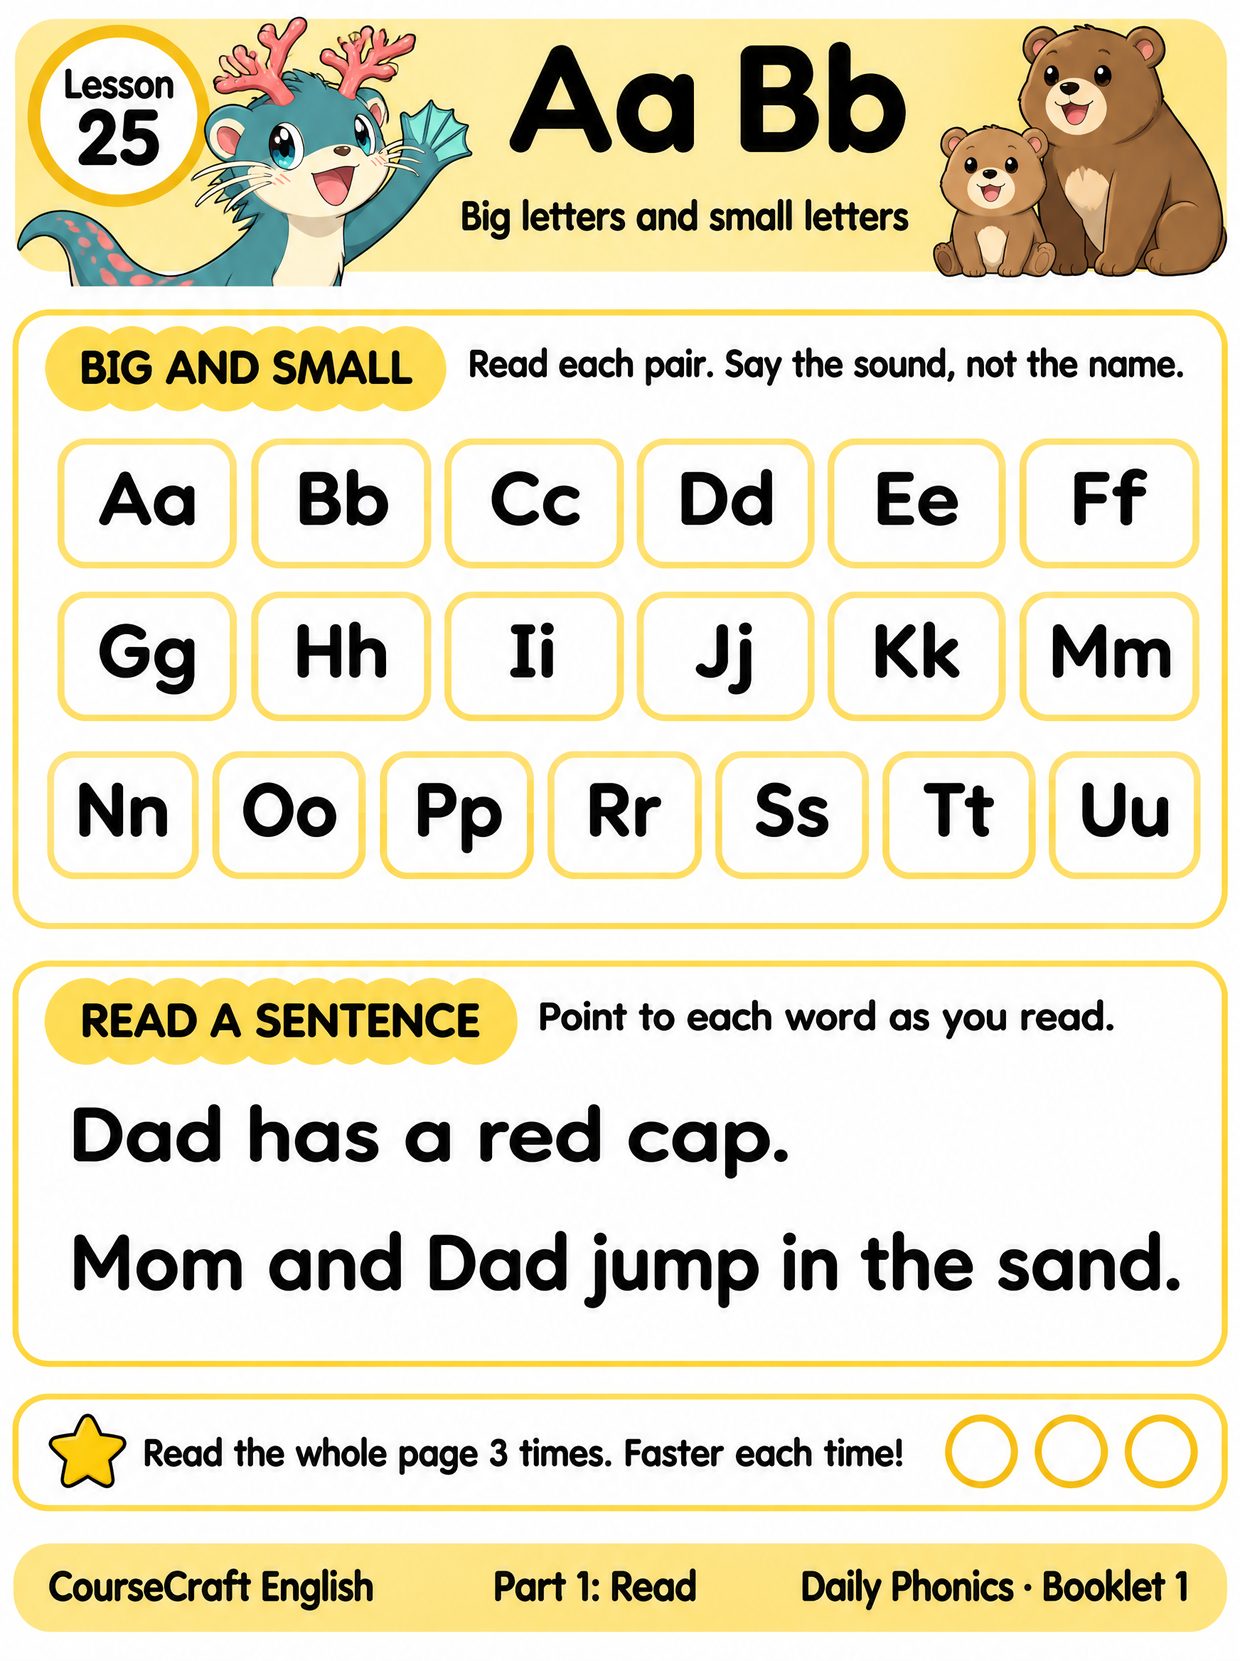 Lesson
25
Aa Bb
Big letters and small letters
BIG AND SMALL
Read each pair. Say the sound, not the name.
Aa Bb Cc Dd Ee Ff
Gg Hh Ii Jj Kk Mm
Nn Oo Pp Rr Ss Tt Uu
READ A SENTENCE
Point to each word as you read.
Dad has a red cap.
Mom and Dad jump in the sand.
Read the whole page 3 times. Faster each time!
CourseCraft English
Part 1: Read
Daily Phonics · Booklet 1